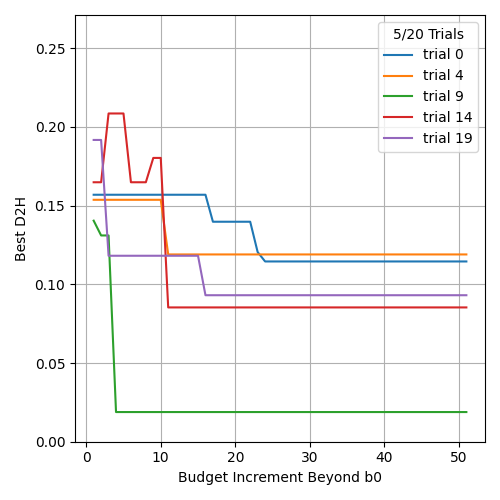 5/20 Trials
trial 0
trial 4
trial 9
trial 14
trial 19
Best D2H
0.25
0.20
0.15
0.10
0.05
0.00
0 10 20 30 40 50
Budget Increment Beyond b0